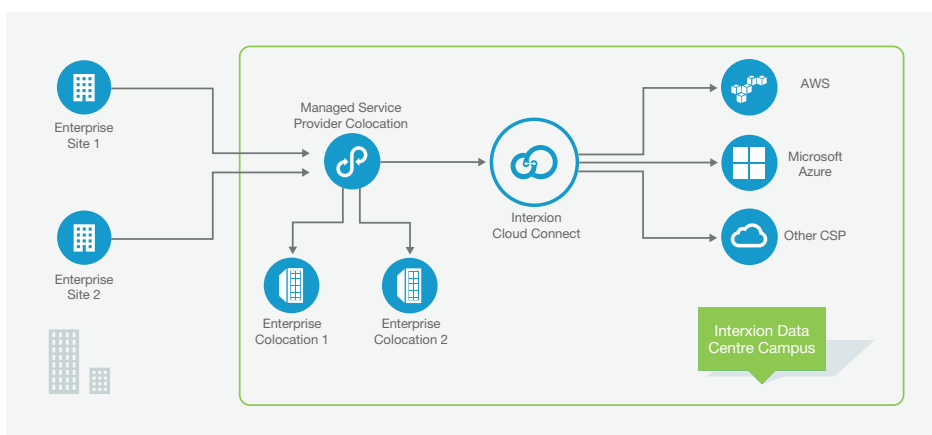 Enterprise
Site 1
Managed Service
Provider Colocation
AWS
Microsoft
Azure
Interxion
Cloud Connect
Other CSP
Enterprise
Site 2
Enterprise
Colocation 1
Enterprise
Colocation 2
Interxion Data
Centre Campus